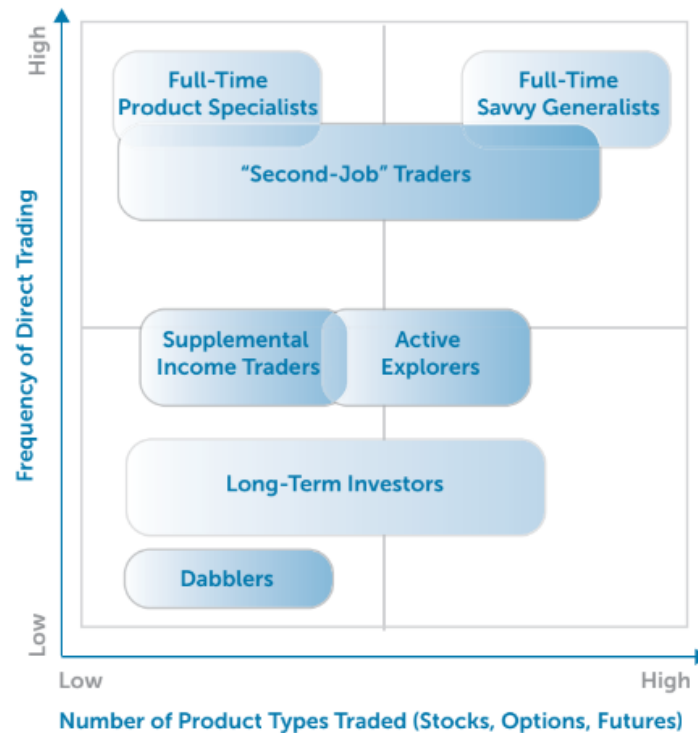 High
Full-Time
Product Specialists
Full-Time
Savvy Generalists
“Second-Job” Traders
Frequency of Direct Trading
Supplemental
Income Traders
Active
Explorers
Long-Term Investors
Dabblers
Low
Low
High
Number of Product Types Traded (Stocks, Options, Futures)